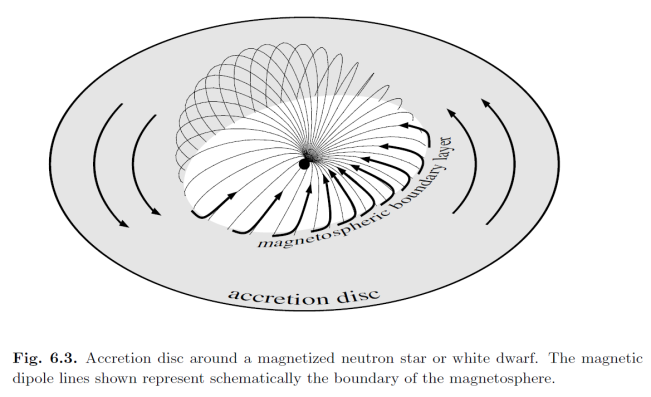 magnetospheric boundary layer
accretion disc
Fig. 6.3. Accretion disc around a magnetized neutron star or white dwarf. The magnetic
dipole lines shown represent schematically the boundary of the magnetosphere.